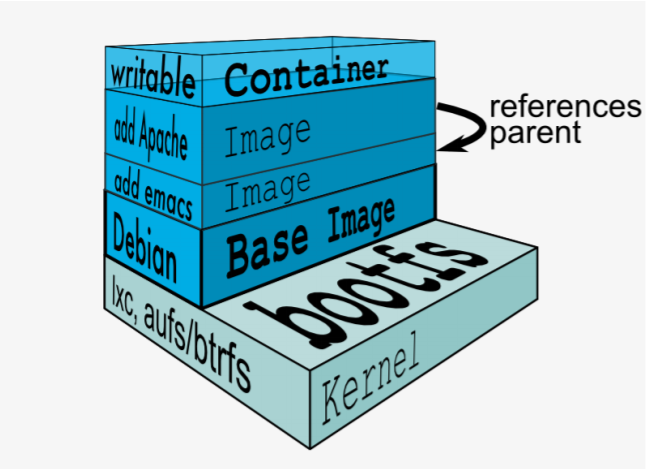 writable Container
add Apache Image
add emacs Image
Debian Base Image
references
parent
bootfs
lxc, aufs/btrfs
Kernel